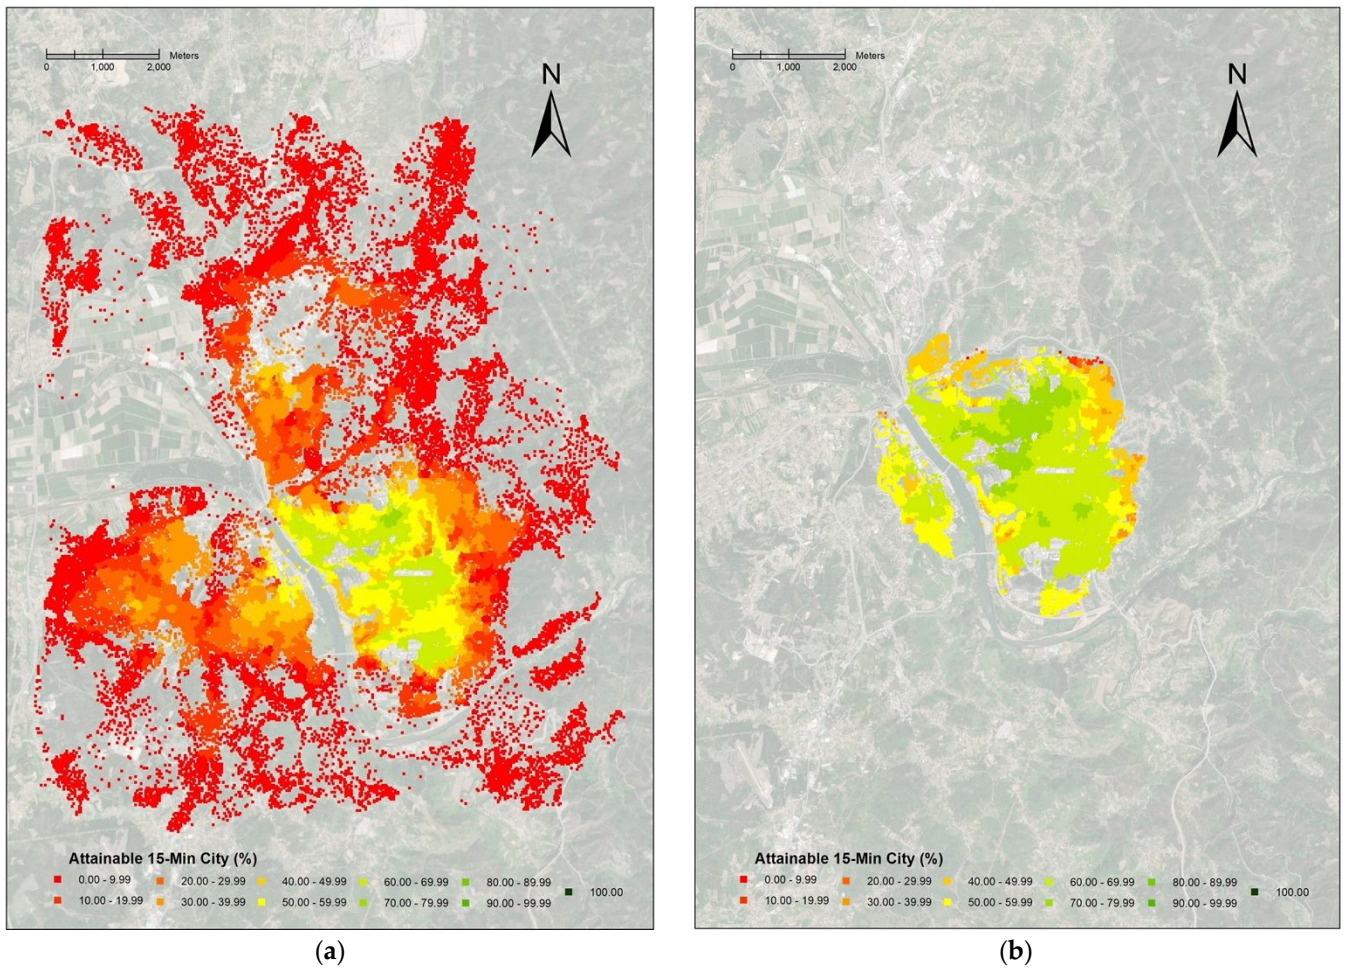 Meters
0 1,000 2,000
N
Attainable 15-Min City (%)
0.00 - 9.99 20.00 - 29.99 40.00 - 49.99 60.00 - 69.99 80.00 - 89.99 100.00
10.00 - 19.99 30.00 - 39.99 50.00 - 59.99 70.00 - 79.99 90.00 - 99.99
(a)
Meters
0 1,000 2,000
N
Attainable 15-Min City (%)
0.00 - 9.99 20.00 - 29.99 40.00 - 49.99 60.00 - 69.99 80.00 - 89.99 100.00
10.00 - 19.99 30.00 - 39.99 50.00 - 59.99 70.00 - 79.99 90.00 - 99.99
(b)